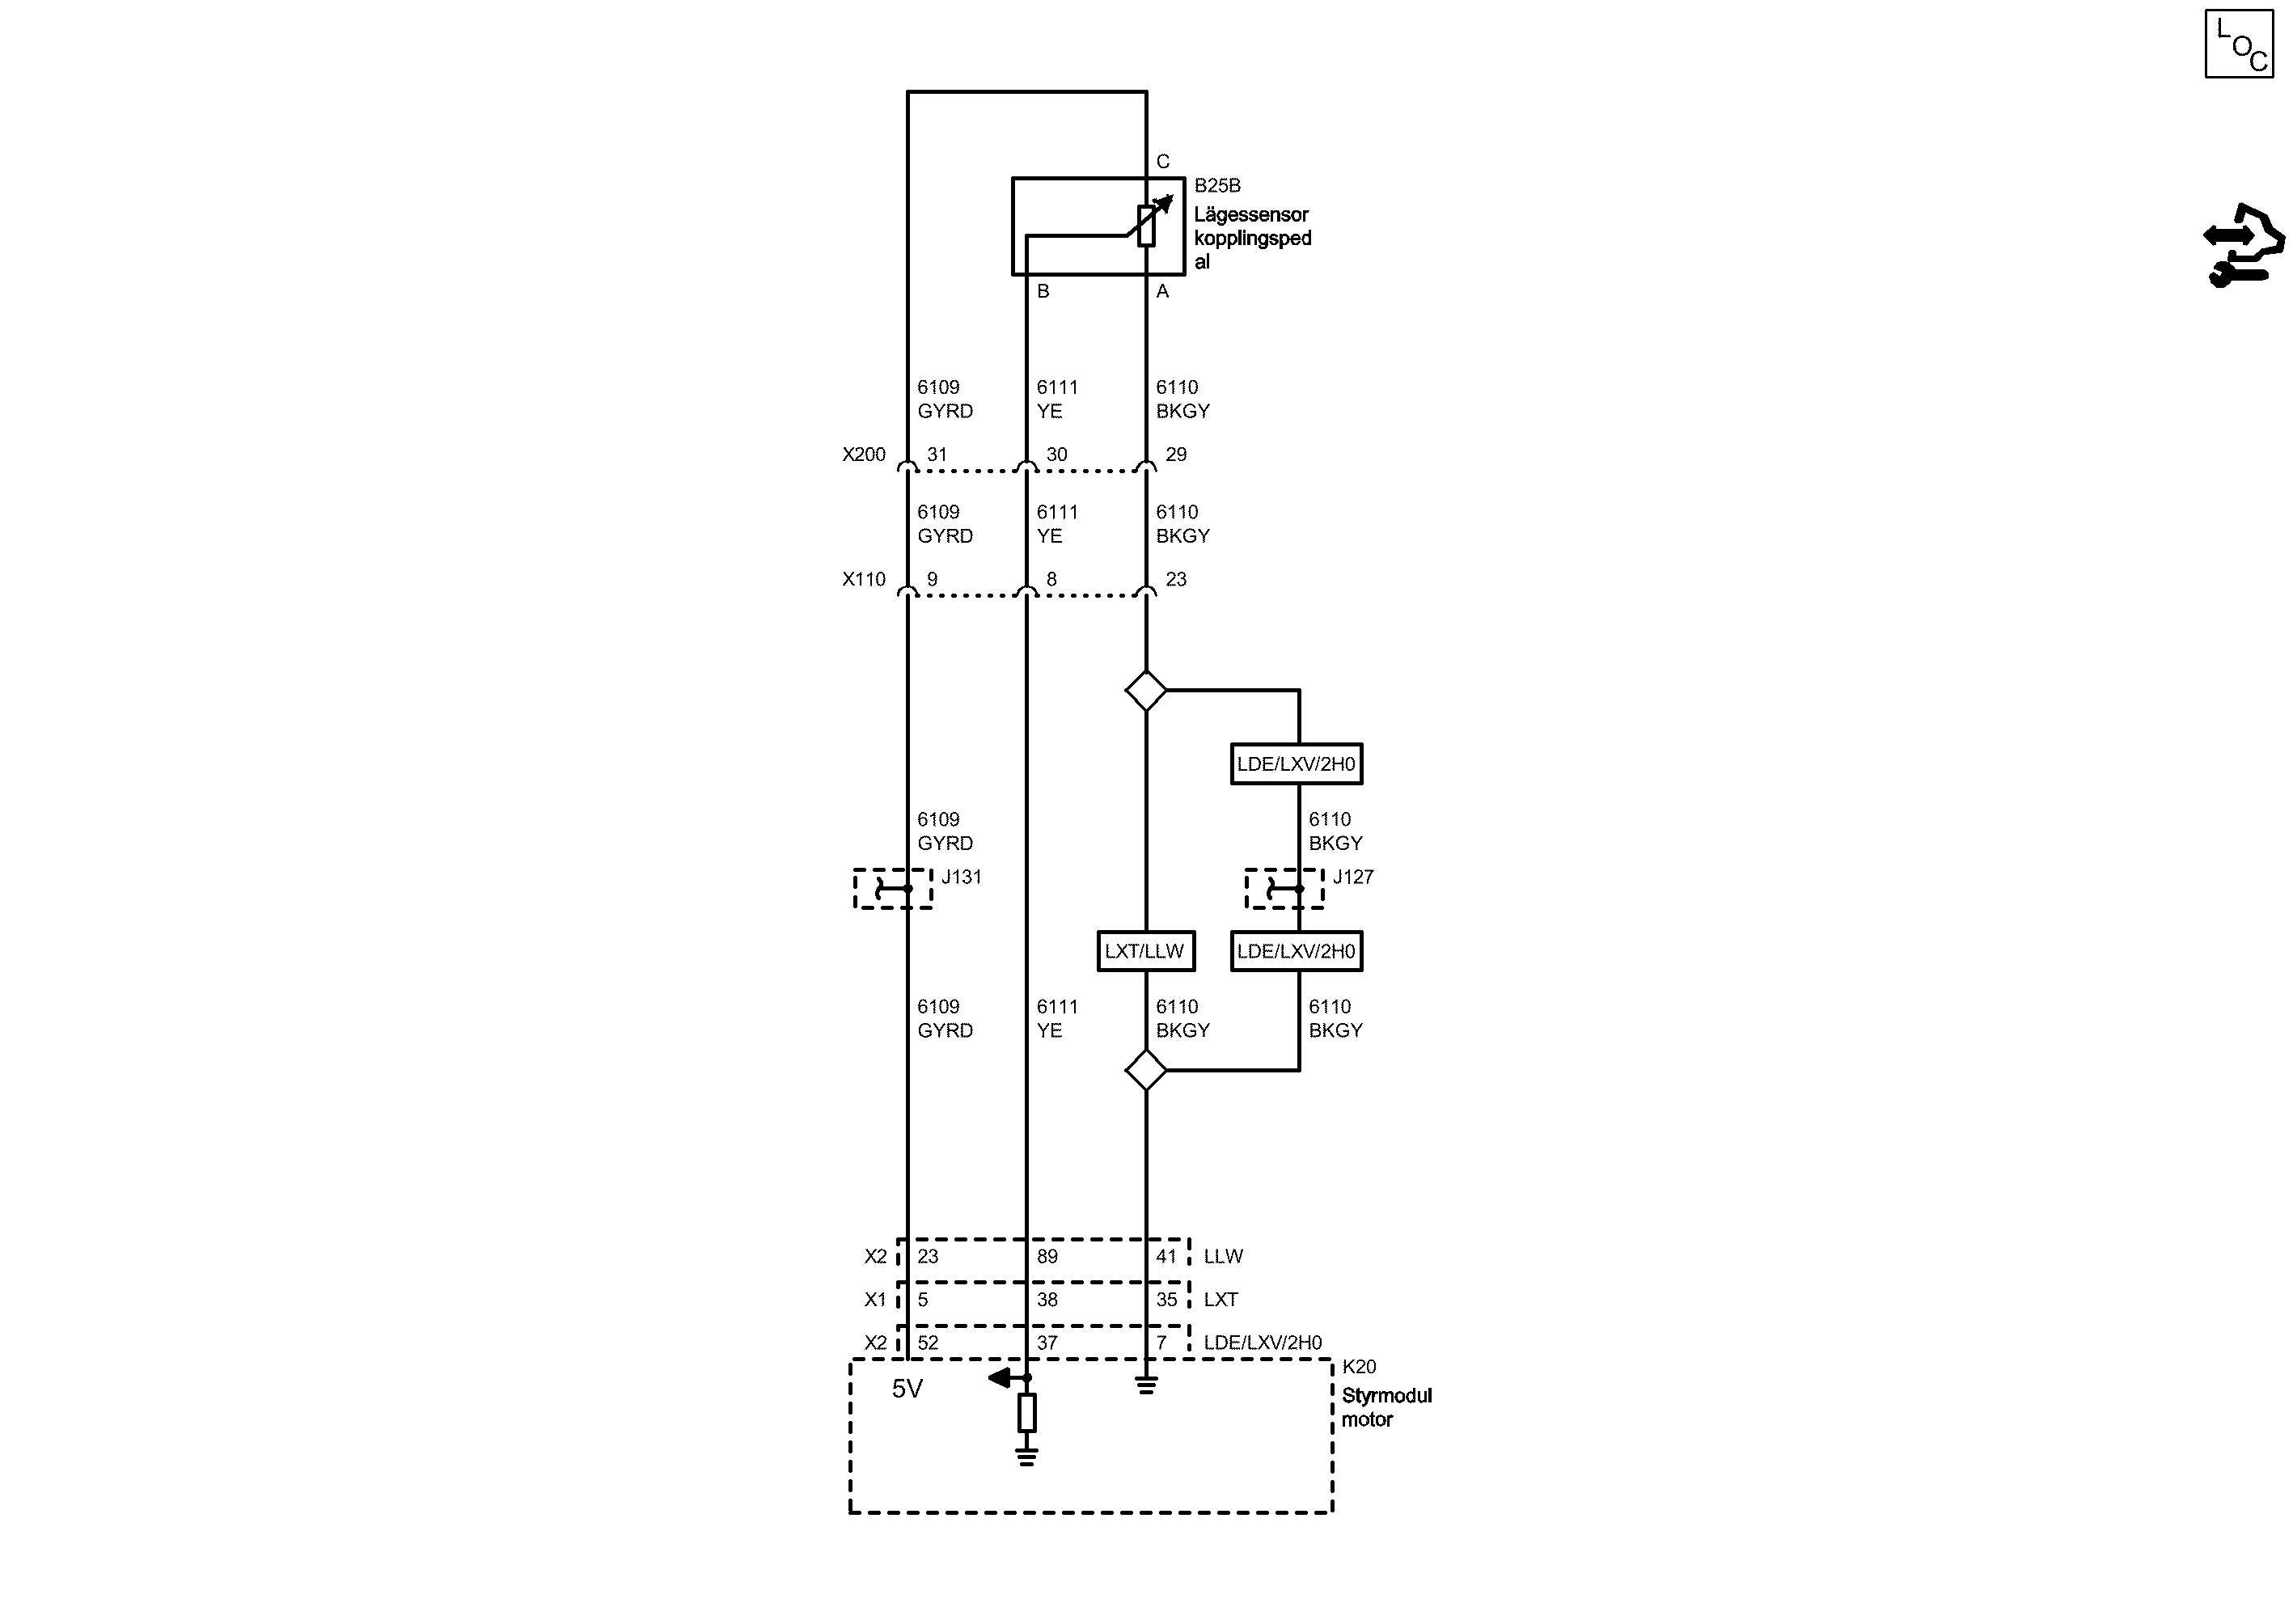 LOC
C
B25B
Lägessensor
kopplingsped
al
B
A
6109
GYRD
6111
YE
6110
BKGY
X200
31
30
29
6109
GYRD
6111
YE
6110
BKGY
X110
9
8
23
LDE/LXV/2H0
6109
GYRD
6110
BKGY
J131
J127
LXT/LLW
LDE/LXV/2H0
6109
GYRD
6111
YE
6110
BKGY
6110
BKGY
X2 23 89 41 LLW
X1 5 38 35 LXT
X2 52 37 7 LDE/LXV/2H0
5V
K20
Styrmodul
motor